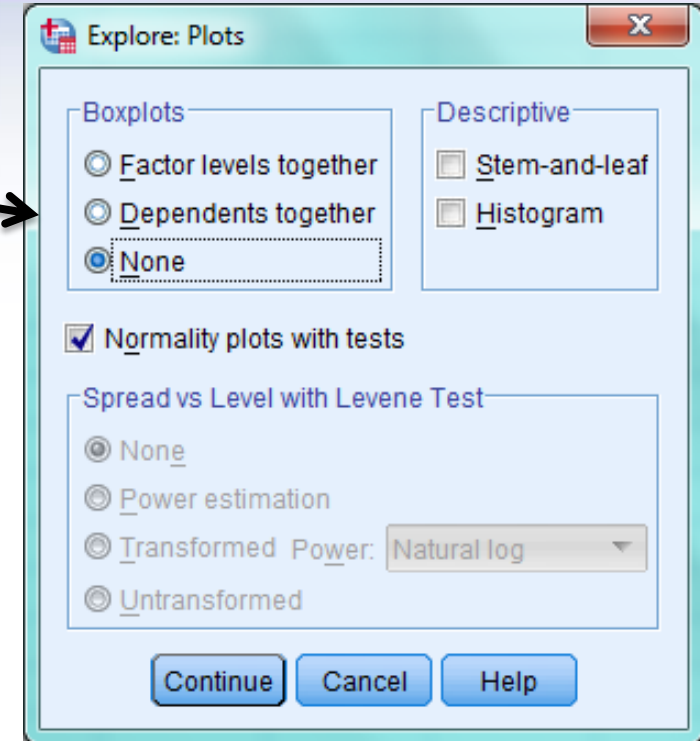 Explore: Plots
Boxplots
Factor levels together
Dependents together
None
Descriptive
Stem-and-leaf
Histogram
Normality plots with tests
Spread vs Level with Levene Test
None
Power estimation
Transformed Power: Natural log
Untransformed
Continue Cancel Help